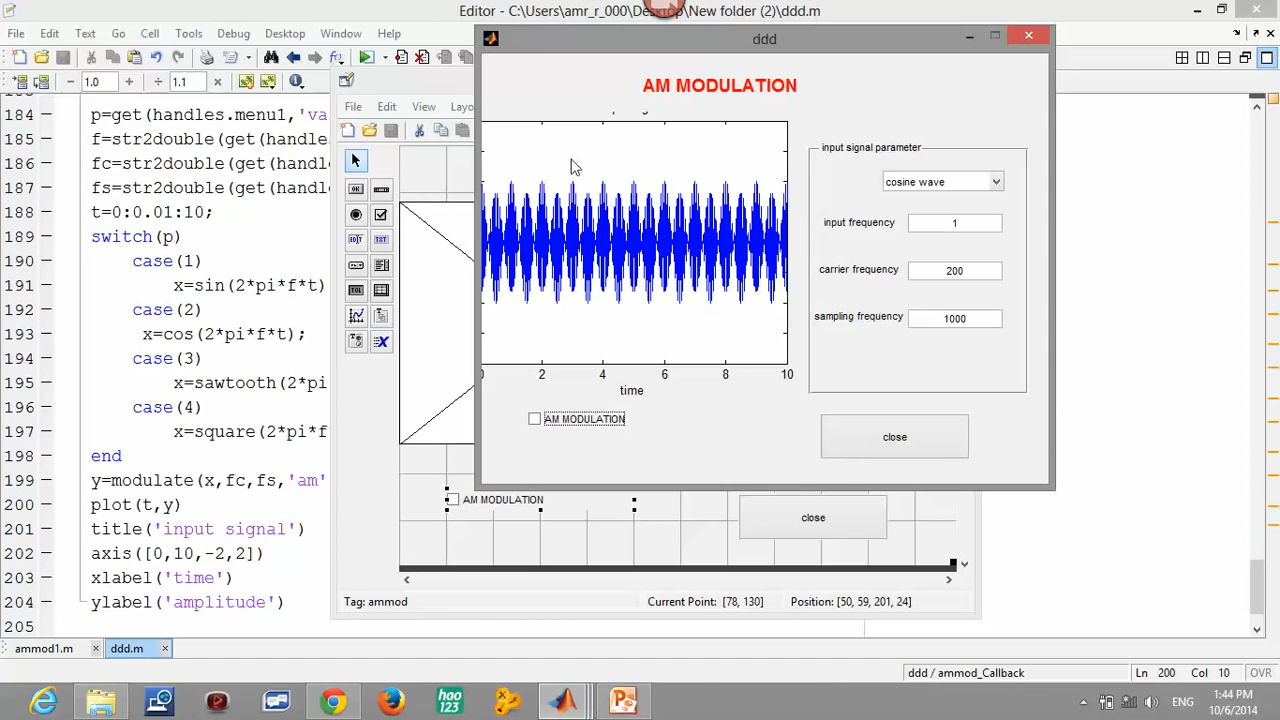 Editor - C:\Users\amr_r_000\Desktop\New folder (2)\ddd.m
File Edit Text Go Cell Tools Debug Desktop Window Help
1.0 1.1
184 p=get(handles.menu1,'va
185 f=str2double(get(handle
186 fc=str2double(get(hand
187 fs=str2double(get(hand
188 t=0:0.01:10;
189 switch(p)
190 case(1)
191 x=sin(2*pi*f*t)
192 case(2)
193 x=cos(2*pi*f*t);
194 case(3)
195 x=sawtooth(2*pi
196 case(4)
197 x=square(2*pi*f
198 end
199 y=modulate(x,fc,fs,'am'
200 plot(t,y)
201 title('input signal')
202 axis([0,10,-2,2])
203 xlabel('time')
204 ylabel('amplitude')
205
File Edit View Layo
OK
EDIT TXT
TGL
AM MODULATION
close
Tag: ammod Current Point: [78, 130] Position: [50, 59, 201, 24]
ddd
AM MODULATION
0 2 4 6 8 10
time
AM MODULATION
input signal parameter
cosine wave
input frequency 1
carrier frequency 200
sampling frequency 1000
close
ammod1.m ddd.m
ddd / ammod_Callback Ln 200 Col 10 OVR
hao 123
ENG
1:44 PM
10/6/2014